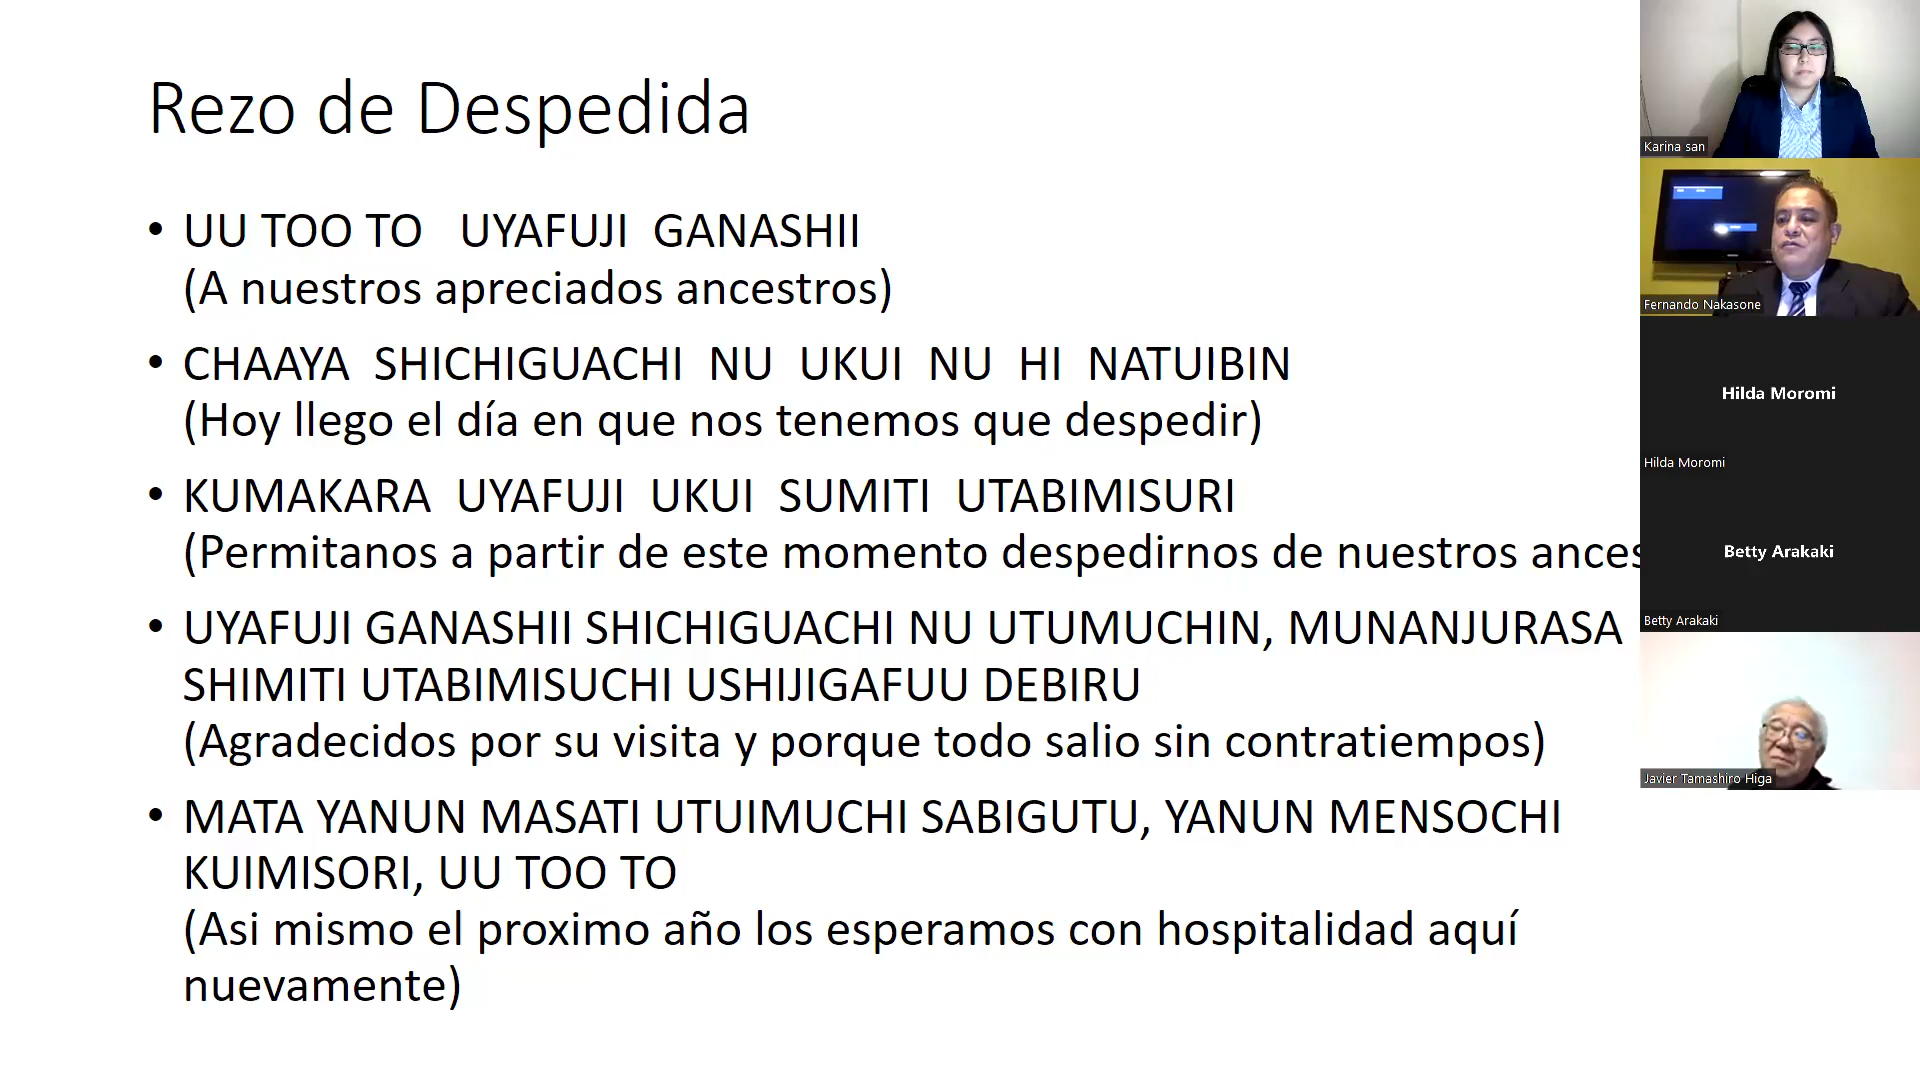 Rezo de Despedida
• UU TOO TO UYAFUJI GANASHII
(A nuestros apreciados ancestros)
• CHAAYA SHICHIGUACHI NU UKUI NU HI NATUIBIN
(Hoy llego el día en que nos tenemos que despedir)
• KUMAKARA UYAFUJI UKUI SUMITI UTABIMISURI
(Permitanos a partir de este momento despedirnos de nuestros ances
• UYAFUJI GANASHII SHICHIGUACHI NU UTUMUCHIN, MUNANJURASA
SHIMITI UTABIMISUCHI USHIJIGAFUU DEBIRU
(Agradecidos por su visita y porque todo salio sin contratiempos)
• MATA YANUN MASATI UTUIMUCHI SABIGUTU, YANUN MENSOCHI
KUIMISORI, UU TOO TO
(Asi mismo el proximo año los esperamos con hospitalidad aquí
nuevamente)
Karina san
Fernando Nakasone
Hilda Moromi
Hilda Moromi
Betty Arakaki
Betty Arakaki
Javier Tamashiro Higa